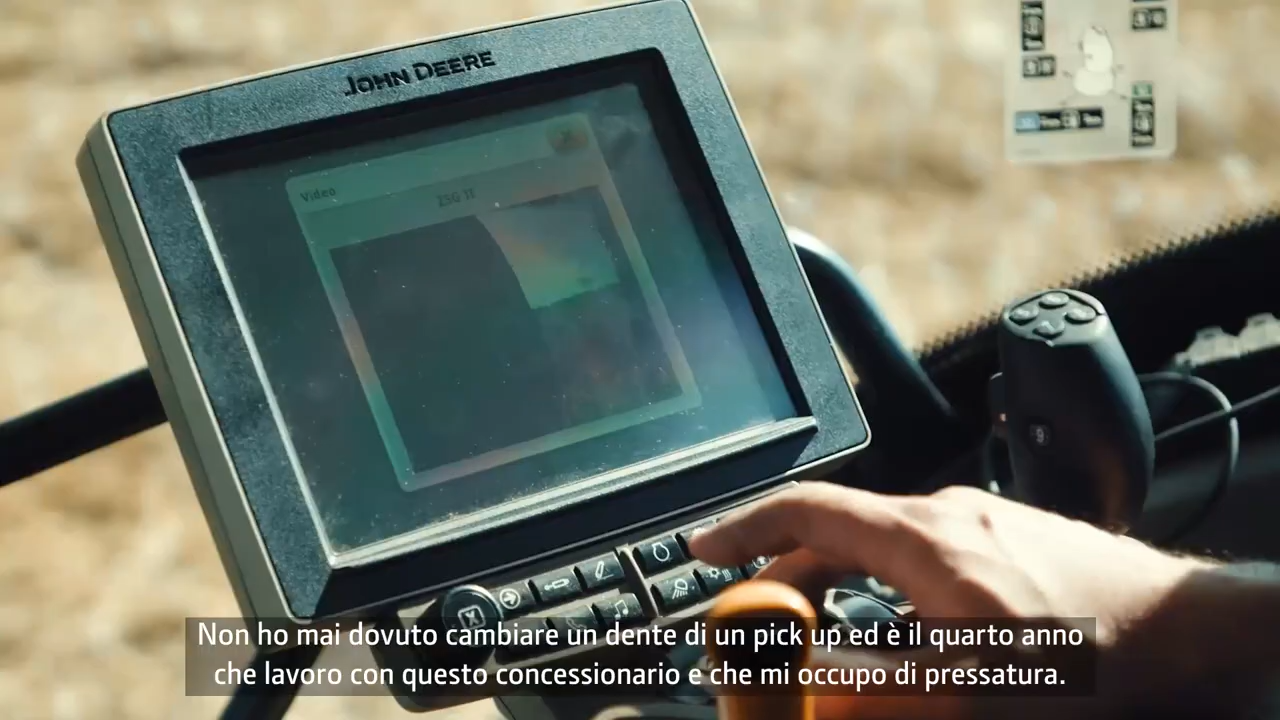 JOHN DEERE
Video
9
Non ho mai dovuto cambiare un dente di un pick up ed è il quarto anno
che lavoro con questo concessionario e che mi occupo di pressatura.